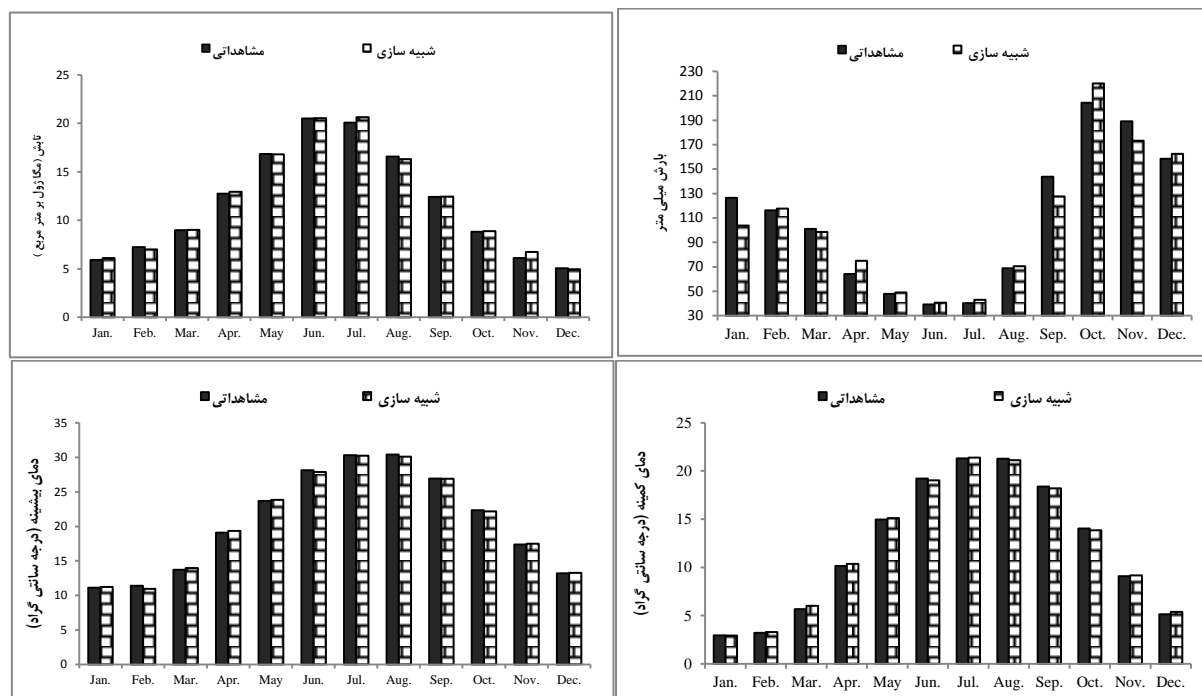 مشاهداتی شبیه سازی
تابش (مگا ژول بر متر مربع )
25
20
15
10
5
0
Jan. Feb. Mar. Apr. May Jun. Jul. Aug. Sep. Oct. Nov. Dec.
مشاهداتی شبیه سازی
بارش میلی متر
230
210
190
170
150
130
110
90
70
50
30
Jan. Feb. Mar. Apr. May Jun. Jul. Aug. Sep. Oct. Nov. Dec.
مشاهداتی شبیه سازی
دمای بیشینه (درجه سانتی گراد)
35
30
25
20
15
10
5
0
Jan. Feb. Mar. Apr. May Jun. Jul. Aug. Sep. Oct. Nov. Dec.
مشاهداتی شبیه سازی
دمای کمینه (درجه سانتی گراد)
25
20
15
10
5
0
Jan. Feb. Mar. Apr. May Jun. Jul. Aug. Sep. Oct. Nov. Dec.